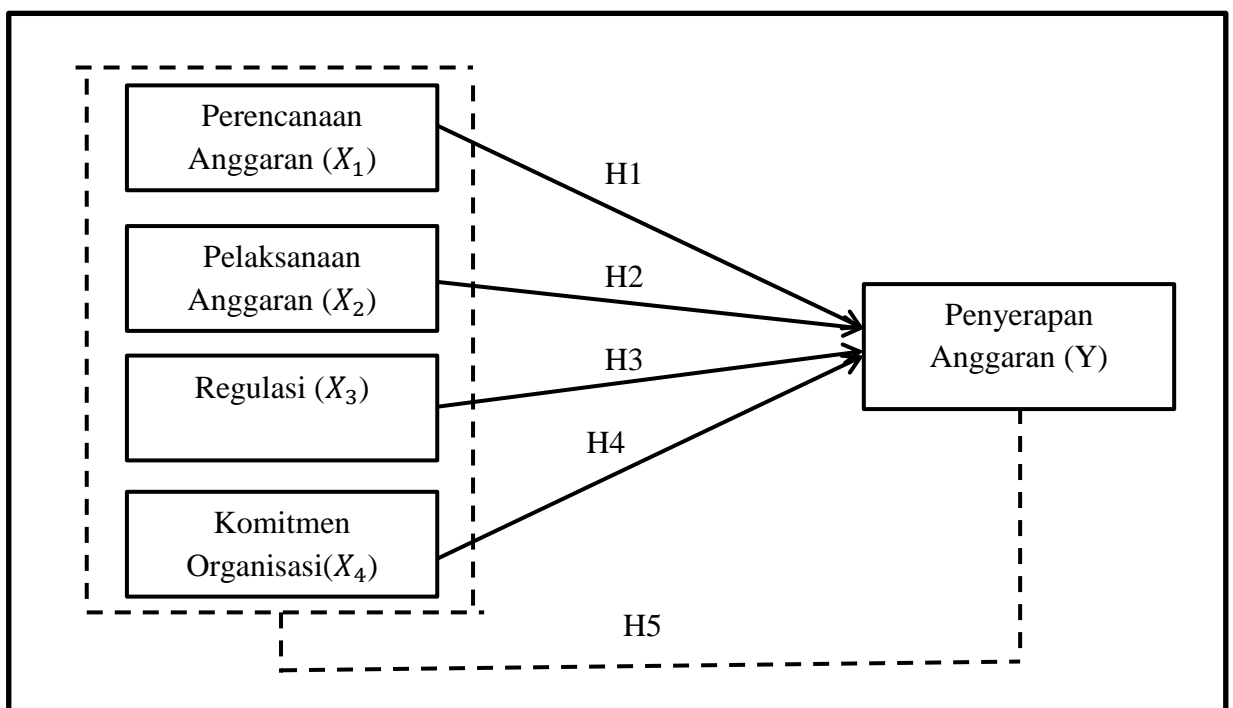 Perencanaan
Anggaran (𝑋₁)
H1
Pelaksanaan
Anggaran (𝑋₂)
H2
Penyerapan
Anggaran (Y)
Regulasi (𝑋₃)
H3
H4
Komitmen
Organisasi(𝑋₄)
H5